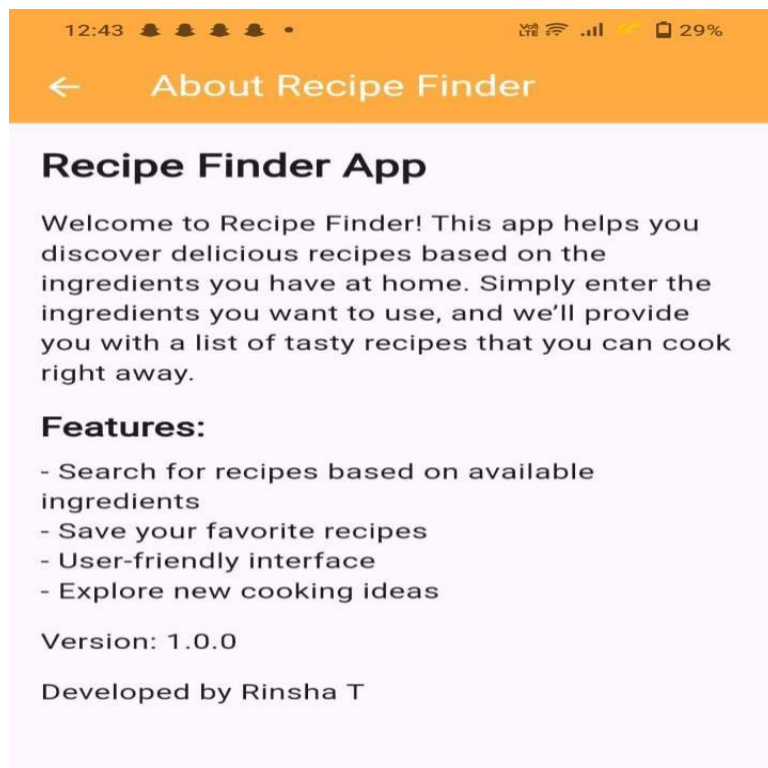 12:43
Vo)) LTE 29%
About Recipe Finder
Recipe Finder App
Welcome to Recipe Finder! This app helps you
discover delicious recipes based on the
ingredients you have at home. Simply enter the
ingredients you want to use, and we’ll provide
you with a list of tasty recipes that you can cook
right away.
Features:
- Search for recipes based on available
ingredients
- Save your favorite recipes
- User-friendly interface
- Explore new cooking ideas
Version: 1.0.0
Developed by Rinsha T